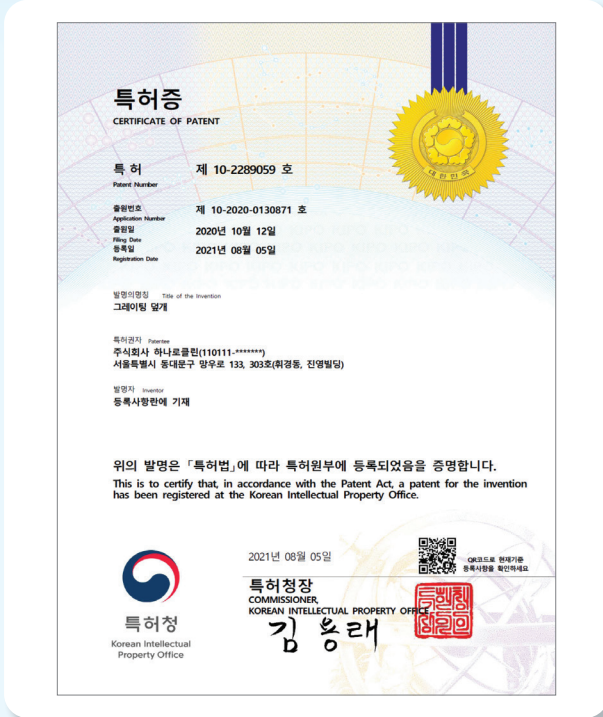 특허증
CERTIFICATE OF PATENT
특 허 제 10-2289059 호
Patent Number
출원번호 제 10-2020-0130871 호
Application Number
출원일 2020년 10월 12일
Filing Date
등록일 2021년 08월 05일
Registration Date
발명의명칭 Title of the Invention
그레이팅 덮개
특허권자 Patentee
주식회사 하나로클린(110111-*******)
서울특별시 동대문구 망우로 133, 303호(휘경동, 진영빌딩)
발명자 Inventor
등록사항란에 기재
위의 발명은 「특허법」에 따라 특허원부에 등록되었음을 증명합니다.
This is to certify that, in accordance with the Patent Act, a patent for the invention
has been registered at the Korean Intellectual Property Office.
2021년 08월 05일
QR코드로 현재기준
등록사항을 확인하세요
특허청장
COMMISSIONER,
KOREAN INTELLECTUAL PROPERTY OFFICE
김용래
특허청
Korean Intellectual
Property Office
대한민국